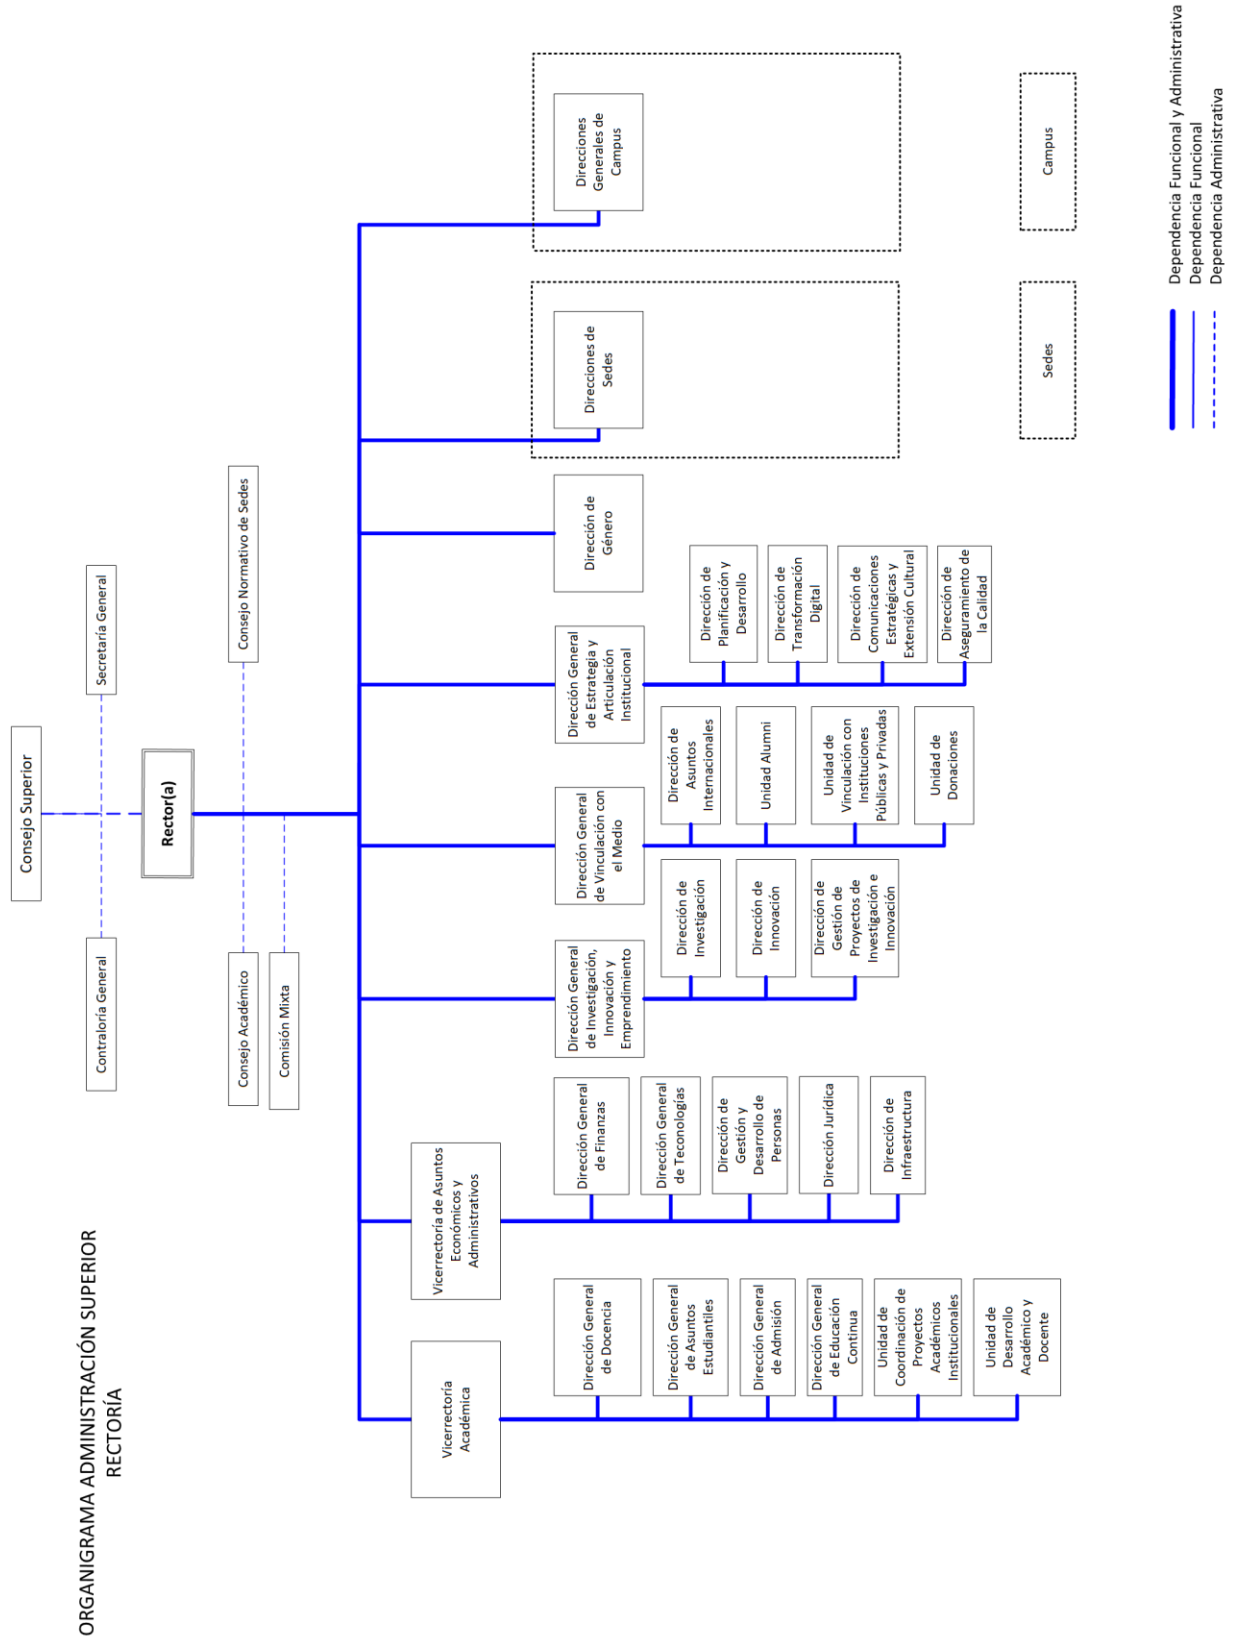 ORGANIGRAMA ADMINISTRACIÓN SUPERIOR
RECTORÍA
Consejo Superior
Contraloría General
Secretaría General
Rector(a)
Consejo Académico
Consejo Normativo de Sedes
Comisión Mixta
Vicerrectoría
Académica
Dirección General
de Docencia
Dirección General
de Asuntos
Estudiantiles
Dirección General
de Admisión
Dirección General
de Educación
Continua
Unidad de
Coordinación de
Proyectos
Académicos
Institucionales
Unidad de
Desarrollo
Académico y
Docente
Vicerrectoría de Asuntos
Económicos y
Administrativos
Dirección General
de Finanzas
Dirección General
de Teconologías
Dirección de
Gestión y
Desarrollo de
Personas
Dirección Jurídica
Dirección de
Infraestructura
Dirección General
de Investigación,
Innovación y
Emprendimiento
Dirección de
Investigación
Dirección de
Innovación
Dirección de
Gestión de
Proyectos de
Investigación e
Innovación
Dirección General
de Vinculación con
el Medio
Dirección de
Asuntos
Internacionales
Unidad Alumni
Unidad de
Vinculación con
Instituciones
Públicas y Privadas
Unidad de
Donaciones
Dirección General
de Estrategia y
Articulación
Institucional
Dirección de
Planificación y
Desarrollo
Dirección de
Transformación
Digital
Dirección de
Comunicaciones
Estratégicas y
Extensión Cultural
Dirección de
Aseguramiento de
la Calidad
Dirección de
Género
Direcciones de
Sedes
Direcciones
Generales de
Campus
Sedes
Campus
Dependencia Funcional y Administrativa
Dependencia Funcional
Dependencia Administrativa